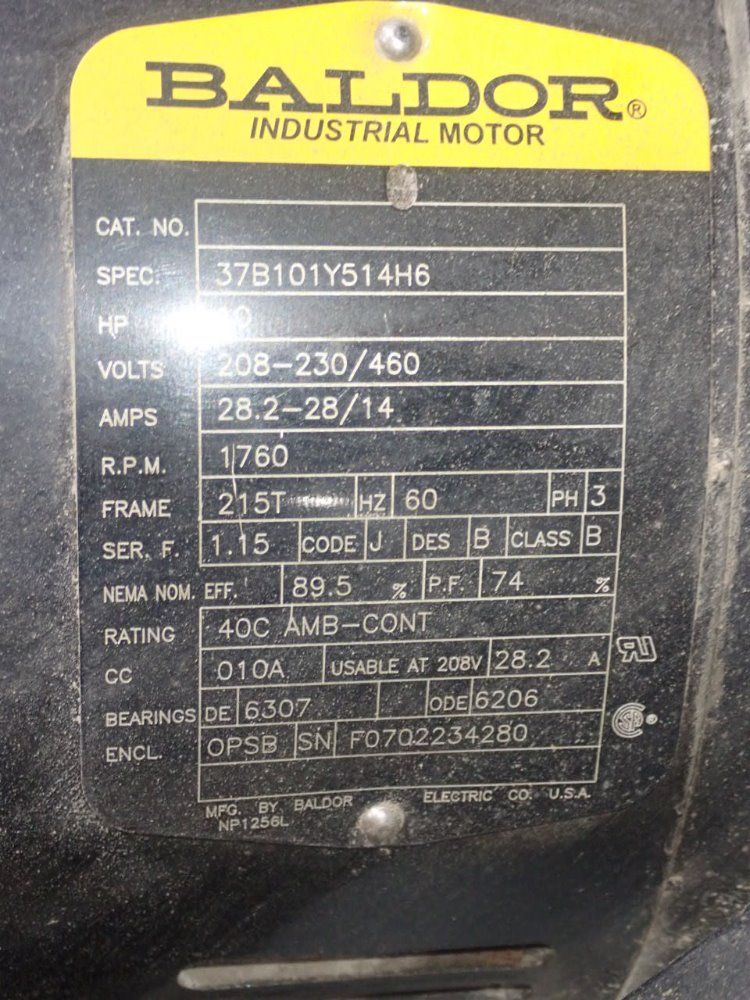 BALDOR®
INDUSTRIAL MOTOR
CAT. NO.
SPEC. 37B101Y514H6
HP
VOLTS 208-230/460
AMPS 28.2-28/14
R.P.M. 1760
FRAME 215T HZ 60 PH 3
SER. F. 1.15 CODE J DES B CLASS B
NEMA NOM. EFF. 89.5 % P.F. 74 %
RATING 40C AMB-CONT
CC 010A USABLE AT 208V 28.2 A
BEARINGS DE 6307 ODE 6206
ENCL. OPSB SN F0702234280
MFG. BY BALDOR ELECTRIC CO. U.S.A.
NP1256L